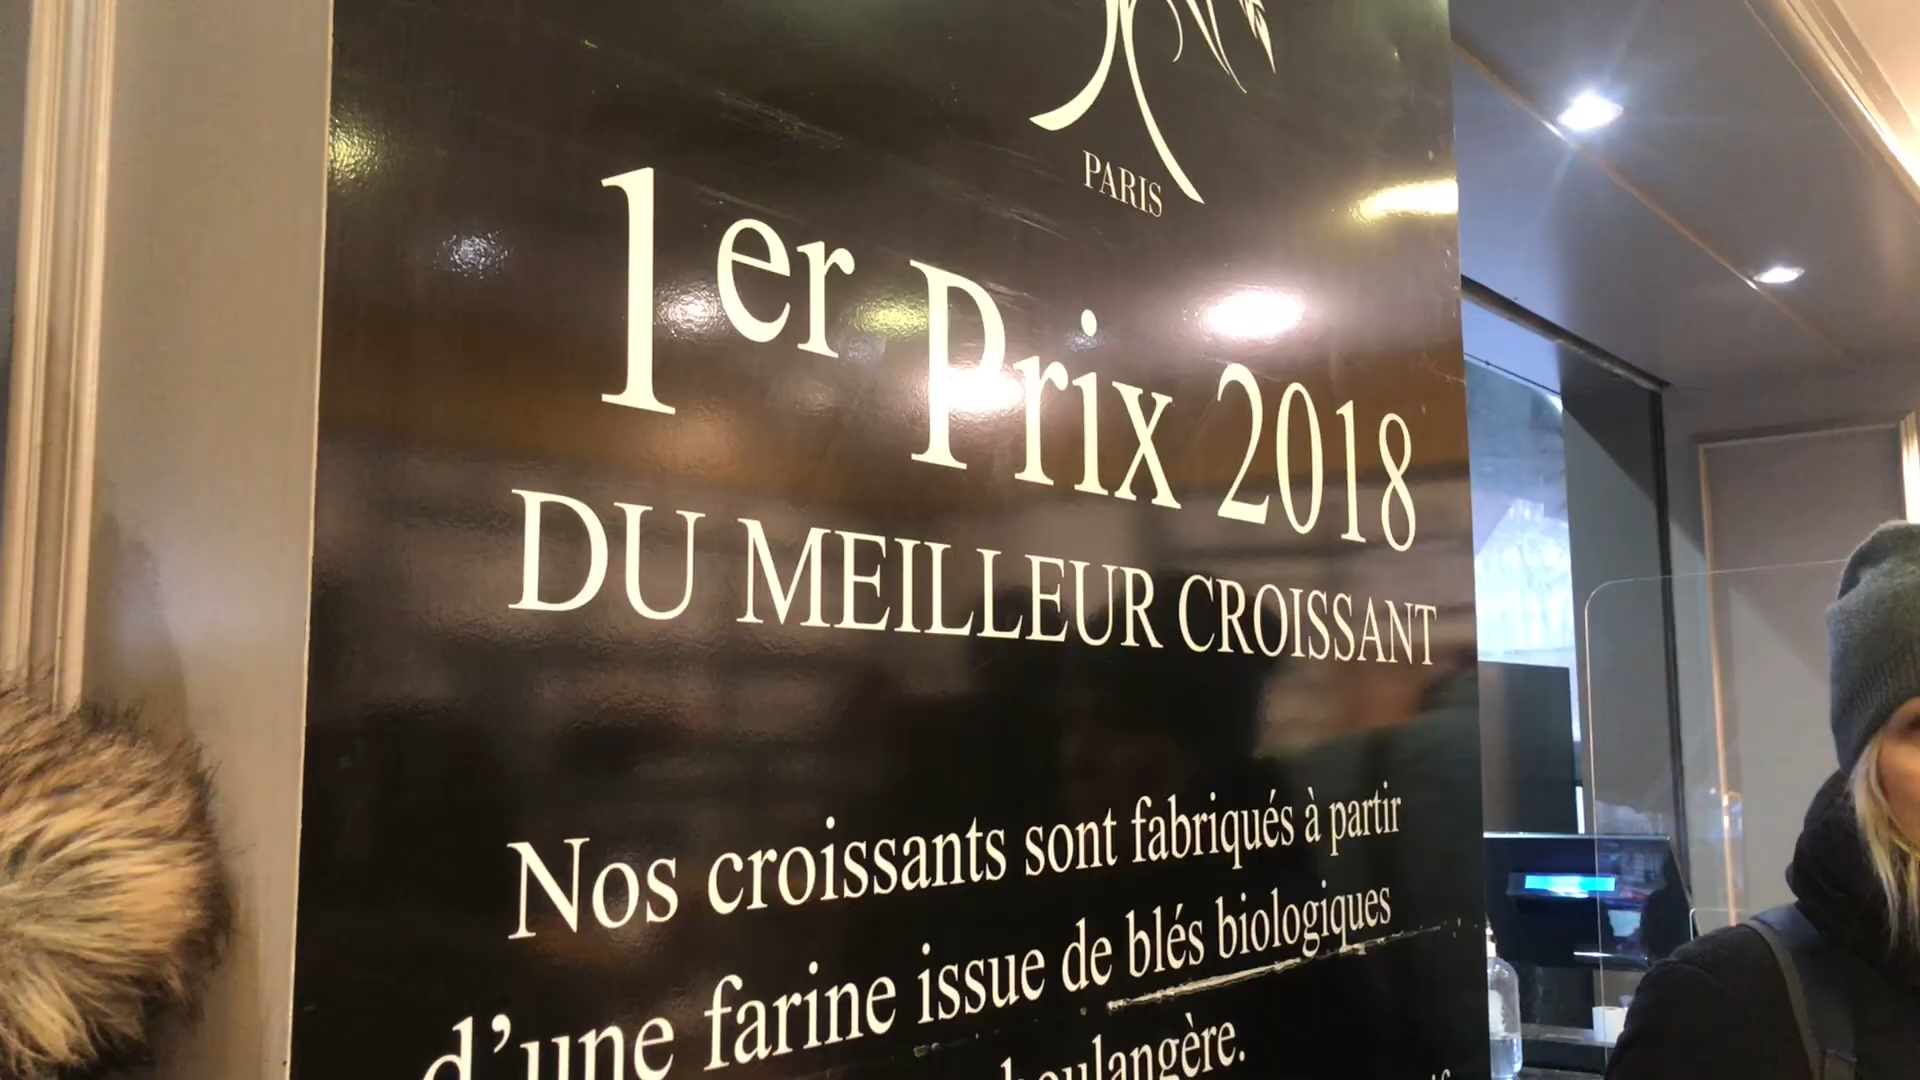 PARIS
1er Prix 2018
DU MEILLEUR CROISSANT
Nos croissants sont fabriqués à partir
d'une farine issue de blés biologiques
boulangère.